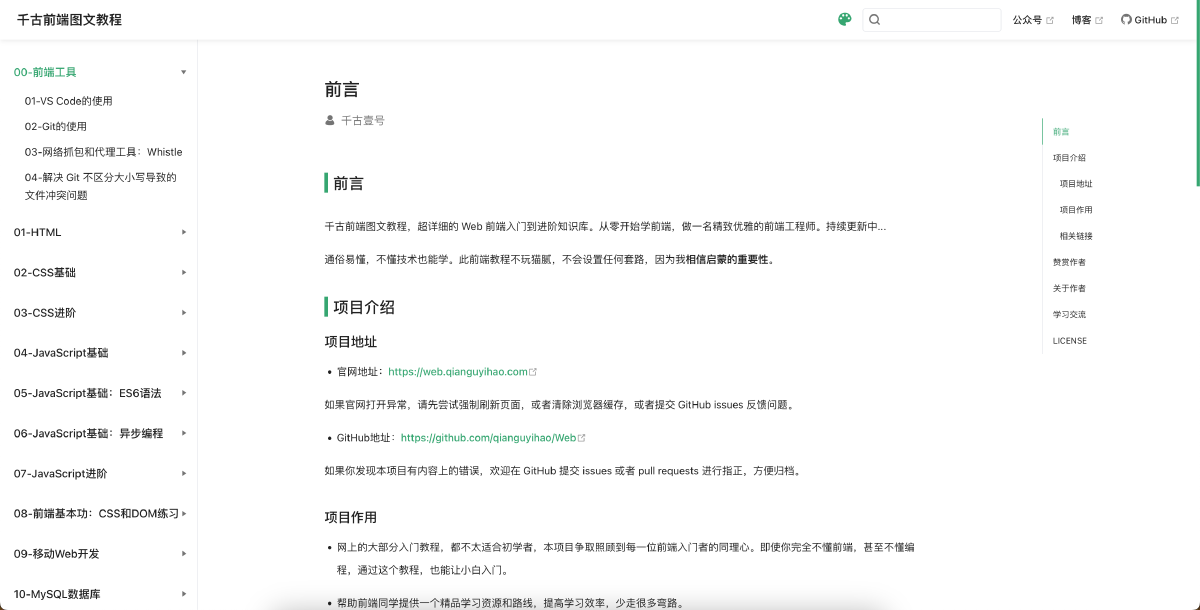 千古前端图文教程
公众号
博客
GitHub
00-前端工具
01-VS Code的使用
02-Git的使用
03-网络抓包和代理工具：Whistle
04-解决 Git 不区分大小写导致的
文件冲突问题
01-HTML
02-CSS基础
03-CSS进阶
04-JavaScript基础
05-JavaScript基础：ES6语法
06-JavaScript基础：异步编程
07-JavaScript进阶
08-前端基本功：CSS和DOM练习
09-移动Web开发
10-MySQL数据库
前言
千古壹号
前言
千古前端图文教程，超详细的 Web 前端入门到进阶知识库。从零开始学前端，做一名精致优雅的前端工程师。持续更新中...
通俗易懂，不懂技术也能学。此前端教程不玩猫腻，不会设置任何套路，因为我相信启蒙的重要性。
项目介绍
项目地址
• 官网地址：https://web.qianguyihao.com
如果官网打开异常，请先尝试强制刷新页面，或者清除浏览器缓存，或者提交 GitHub issues 反馈问题。
• GitHub地址：https://github.com/qianguyihao/Web
如果你发现本项目有内容上的错误，欢迎在 GitHub 提交 issues 或者 pull requests 进行指正，方便归档。
项目作用
• 网上的大部分入门教程，都不太适合初学者，本项目争取照顾到每一位前端入门者的同理心。即使你完全不懂前端，甚至不懂编
程，通过这个教程，也能让小白入门。
• 帮助前端同学提供一个精品学习资源和路线，提高学习效率，少走很多弯路。
前言
项目介绍
项目地址
项目作用
相关链接
赞赏作者
关于作者
学习交流
LICENSE